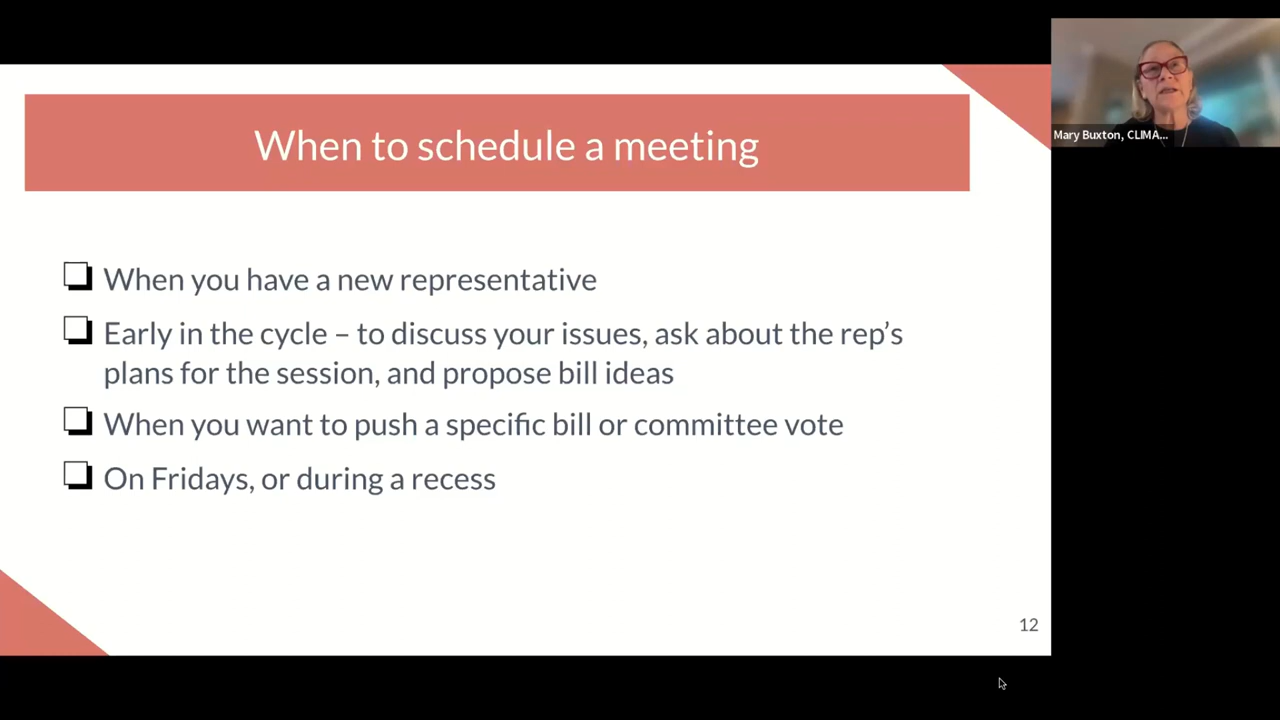 When to schedule a meeting
Mary Buxton, CLIMA...
When you have a new representative
Early in the cycle – to discuss your issues, ask about the rep’s
plans for the session, and propose bill ideas
When you want to push a specific bill or committee vote
On Fridays, or during a recess
12